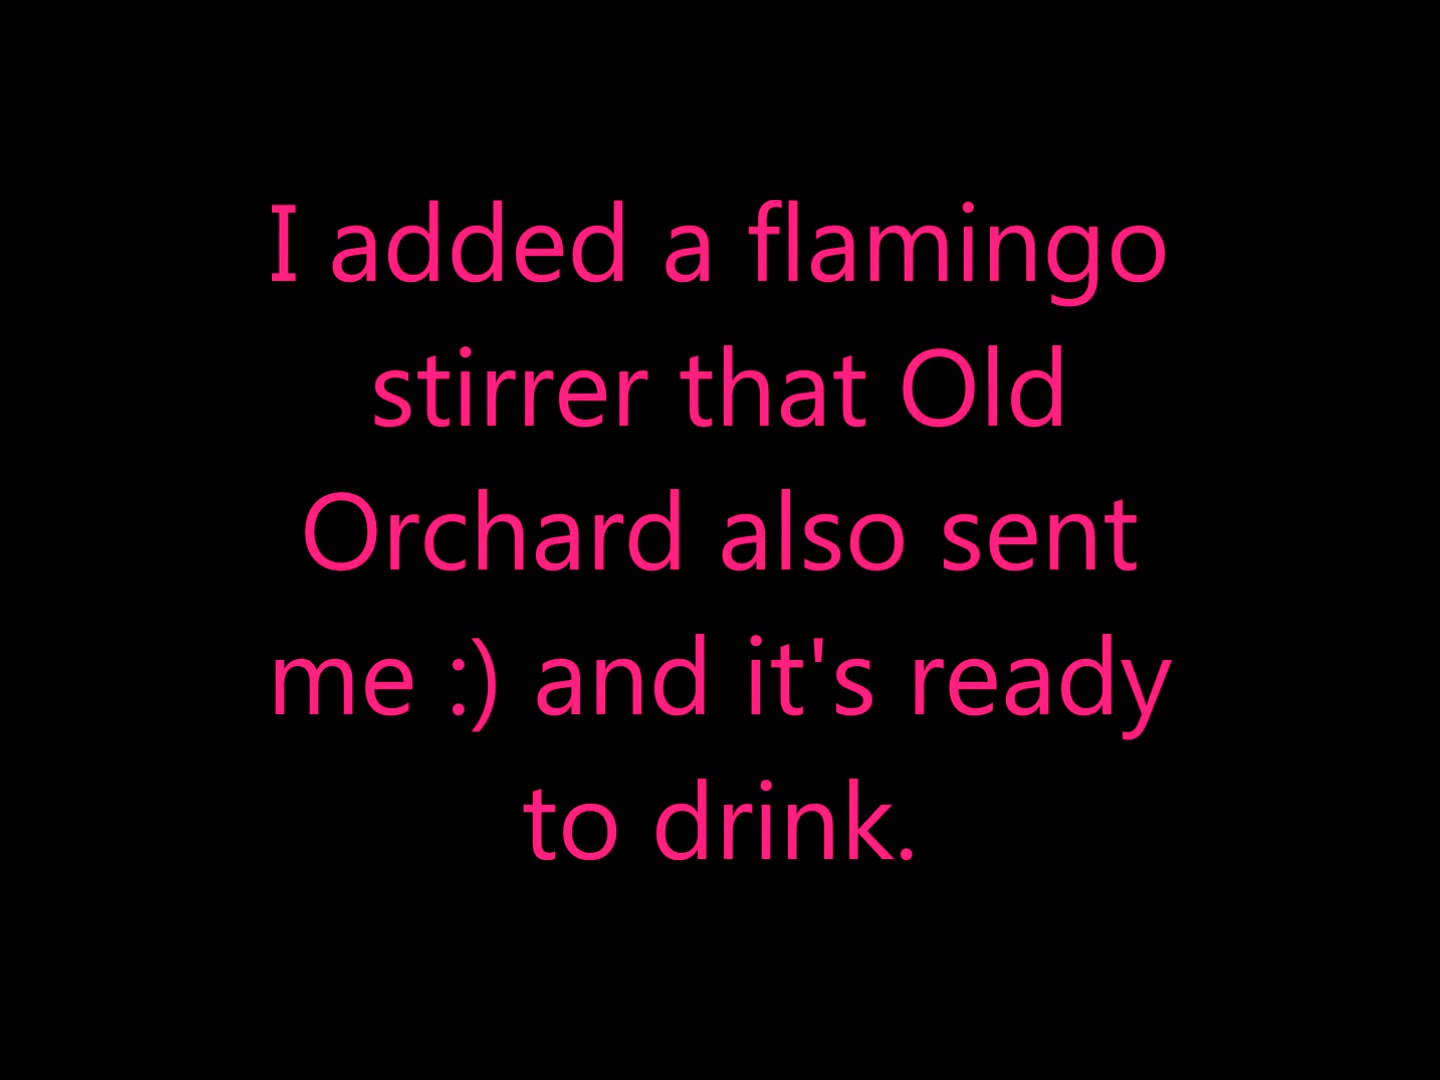 I added a flamingo
stirrer that Old
Orchard also sent
me :) and it's ready
to drink.